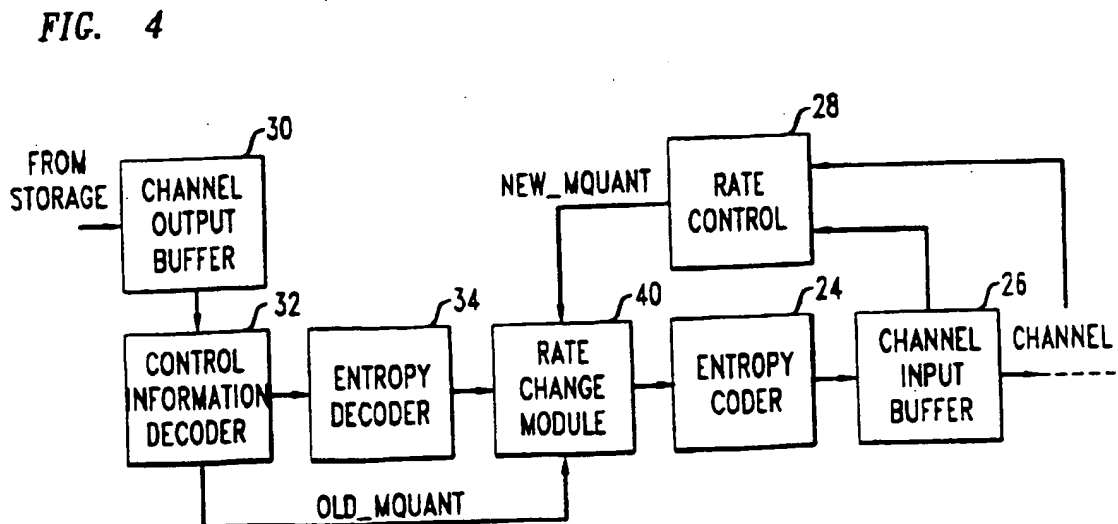 FIG. 4
30
FROM
STORAGE
CHANNEL
OUTPUT
BUFFER
28
RATE
CONTROL
NEW_MQUANT
32
CONTROL
INFORMATION
DECODER
34
ENTROPY
DECODER
40
RATE
CHANGE
MODULE
24
ENTROPY
CODER
26
CHANNEL
INPUT
BUFFER
CHANNEL
OLD_MQUANT